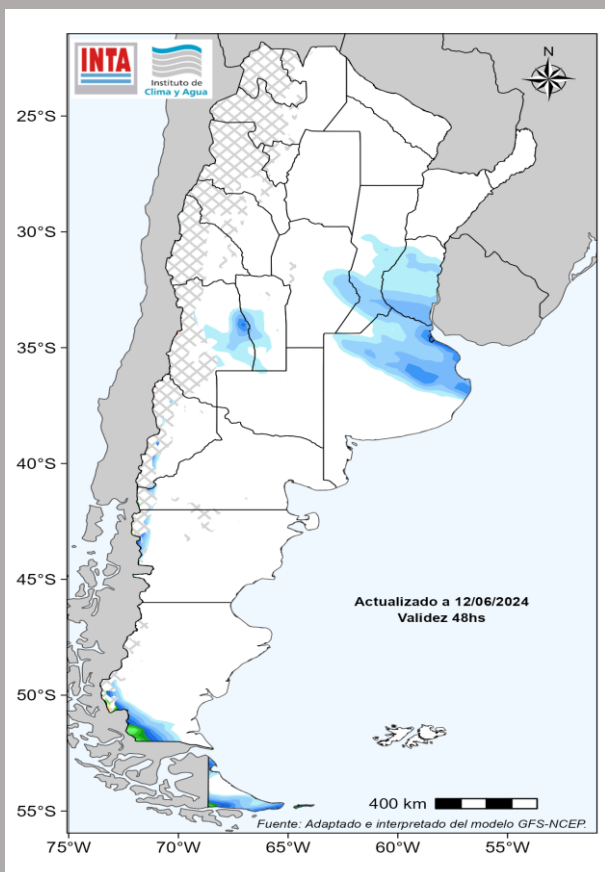 INTA
Instituto de
Clima y Agua
N
25°S
30°S
35°S
40°S
45°S
50°S
55°S
Actualizado a 12/06/2024
Validez 48hs
400 km
Fuente: Adaptado e interpretado del modelo GFS-NCEP.
75°W
70°W
65°W
60°W
55°W